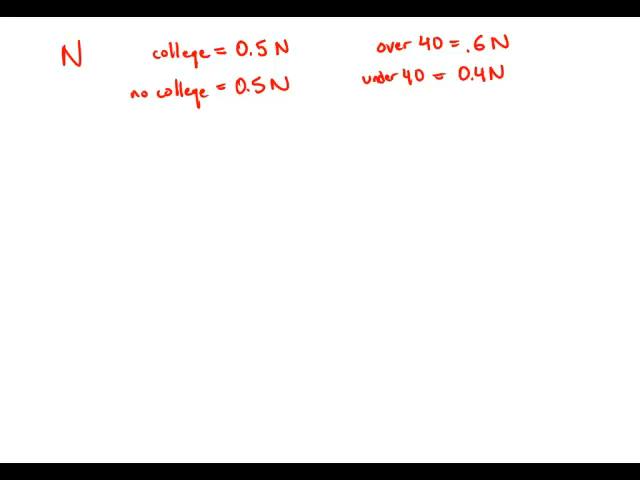 N college = 0.5 N over 40 = .6 N
no college = 0.5 N under 40 = 0.4 N